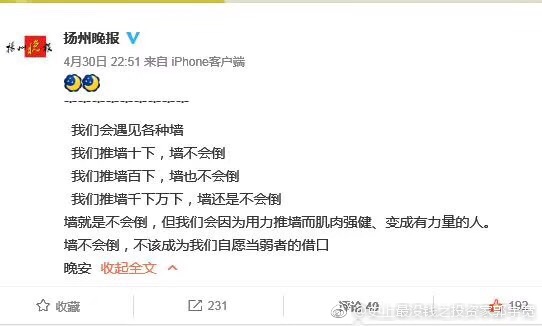 扬州晚报
扬州晚报
4月30日 22:51 来自 iPhone客户端
我们会遇见各种墙
我们推墙十下，墙不会倒
我们推墙百下，墙也不会倒
我们推墙千下万下，墙还是不会倒
墙就是不会倒，但我们会因为用力推墙而肌肉强健、变成有力量的人。
墙不会倒，不该成为我们自愿当弱者的借口
晚安 收起全文
收藏 231 评论 49 192